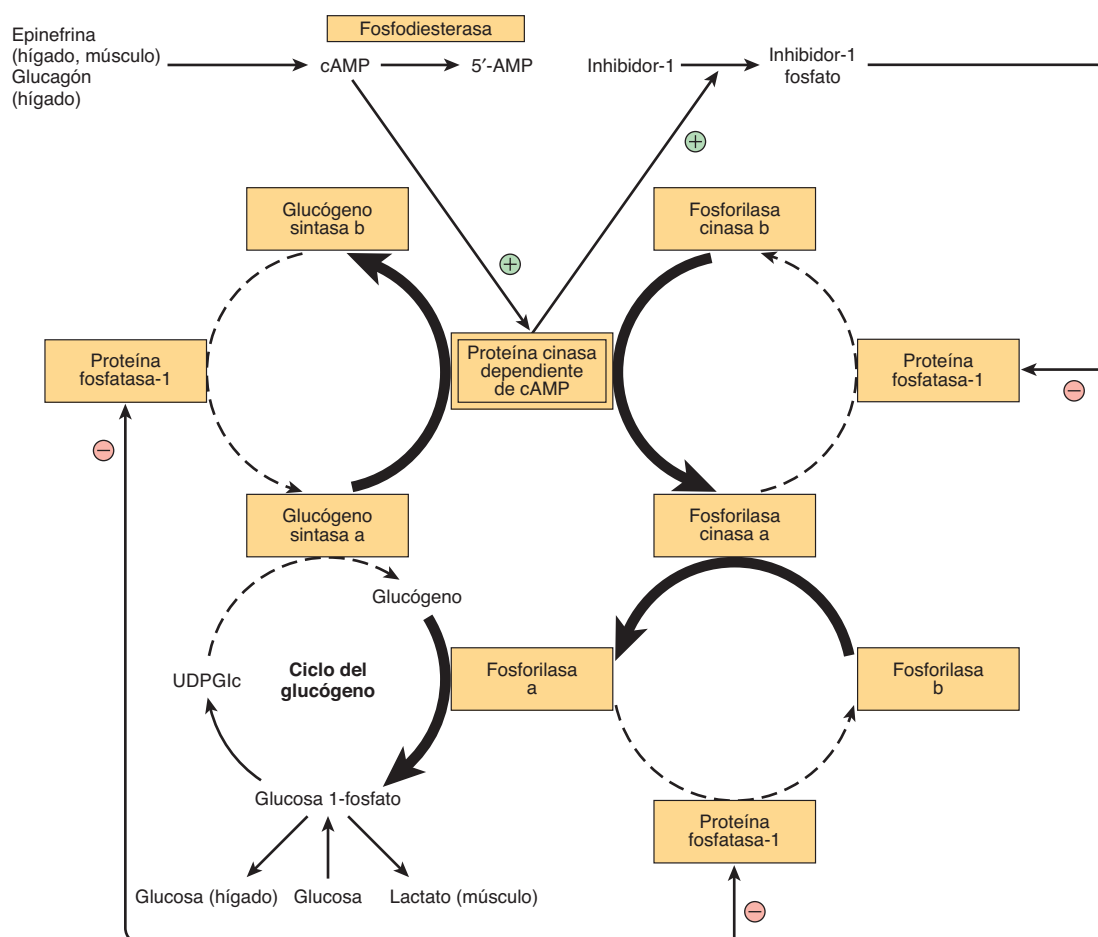 Fosfodiesterasa
Epinefrina
(hígado, músculo)
Glucagón
(hígado)
cAMP
5′-AMP
Inhibidor-1
Inhibidor-1
fosfato
+
Glucógeno
sintasa b
Fosforilasa
cinasa b
+
Proteína
fosfatasa-1
Proteína cinasa
dependiente
de cAMP
Proteína
fosfatasa-1
−
−
Glucógeno
sintasa a
Fosforilasa
cinasa a
Glucógeno
UDPGlc
Ciclo del
glucógeno
Fosforilasa
a
Fosforilasa
b
Glucosa 1-fosfato
Proteína
fosfatasa-1
Glucosa (hígado)
Glucosa
Lactato (músculo)
−